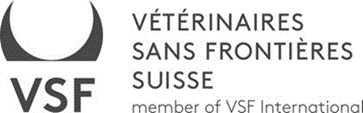 VSF
VÉTÉRINAIRES
SANS FRONTIÈRES
SUISSE
member of VSF International